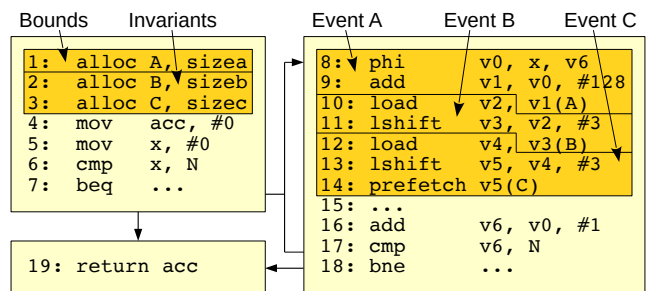 Bounds Invariants
1: alloc A, sizea
2: alloc B, sizeb
3: alloc C, sizec
4: mov acc, #0
5: mov x, #0
6: cmp x, N
7: beq ...
19: return acc
Event A Event B Event C
8: phi v0, x, v6
9: add v1, v0, #128
10: load v2, v1(A)
11: lshift v3, v2, #3
12: load v4, v3(B)
13: lshift v5, v4, #3
14: prefetch v5(C)
15: ...
16: add v6, v0, #1
17: cmp v6, N
18: bne ...